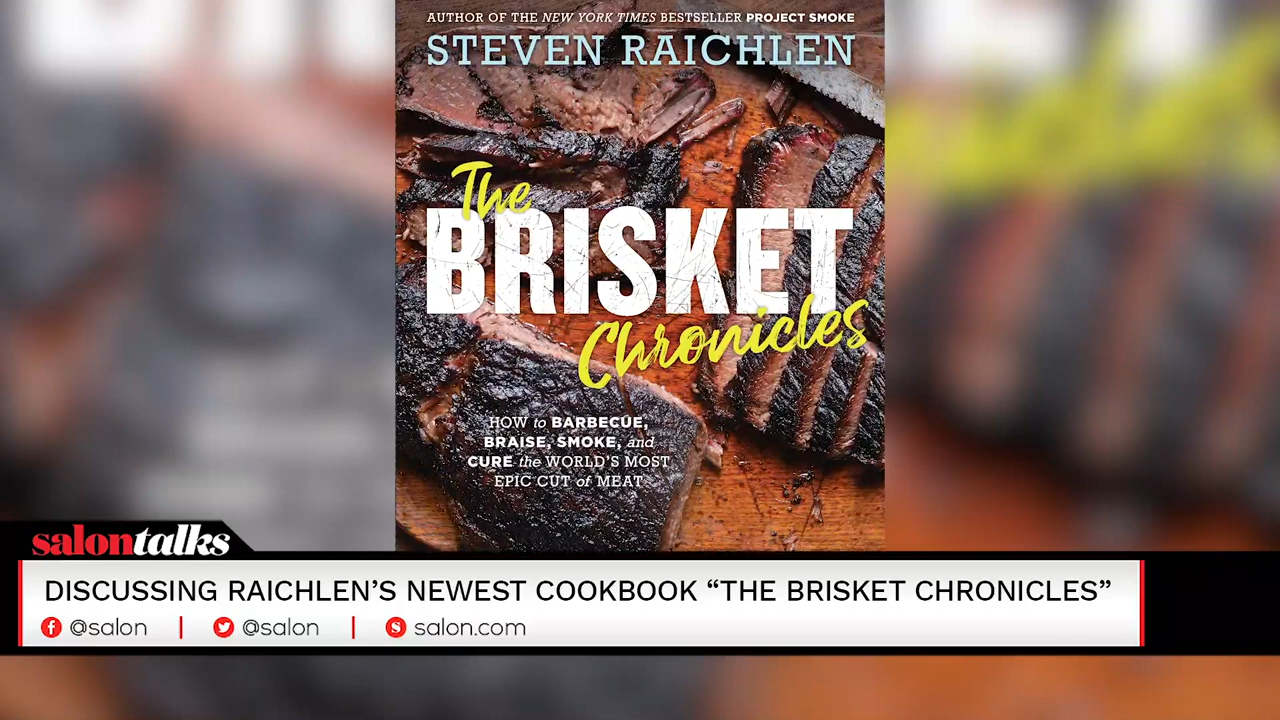 AUTHOR OF THE NEW YORK TIMES BESTSELLER PROJECT SMOKE
STEVEN RAICHLEN
The
BRISKET
Chronicles
HOW to BARBECUE,
BRAISE, SMOKE, and
CURE the WORLD'S MOST
EPIC CUT of MEAT
salontalks
DISCUSSING RAICHLEN’S NEWEST COOKBOOK “THE BRISKET CHRONICLES”
@salon | @salon | S salon.com